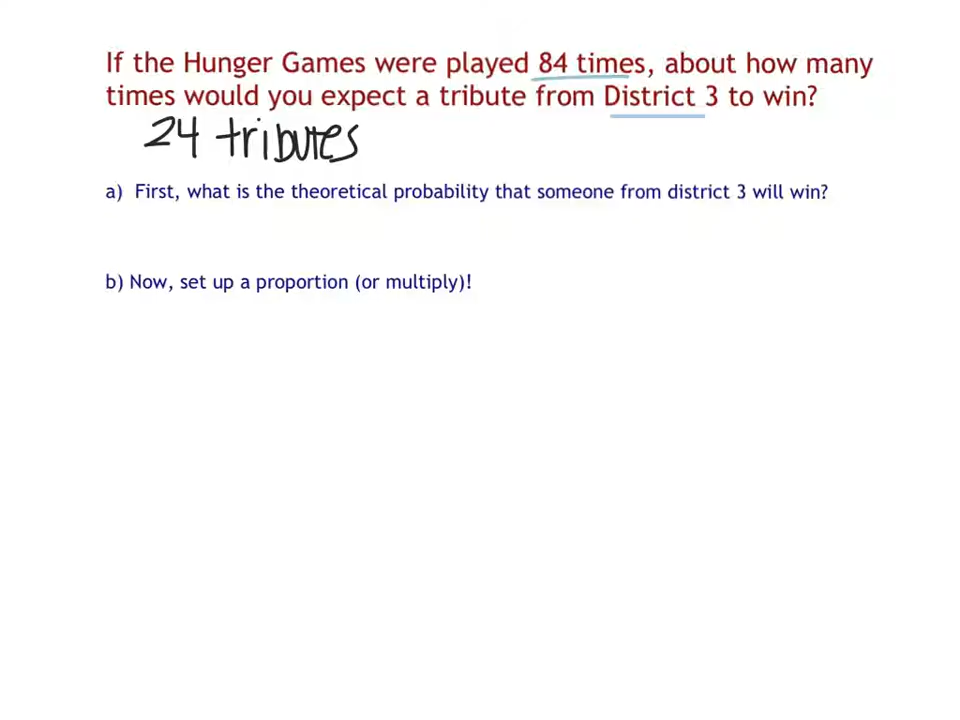 If the Hunger Games were played 84 times, about how many
times would you expect a tribute from District 3 to win?
24 tributes
a) First, what is the theoretical probability that someone from district 3 will win?
b) Now, set up a proportion (or multiply)!